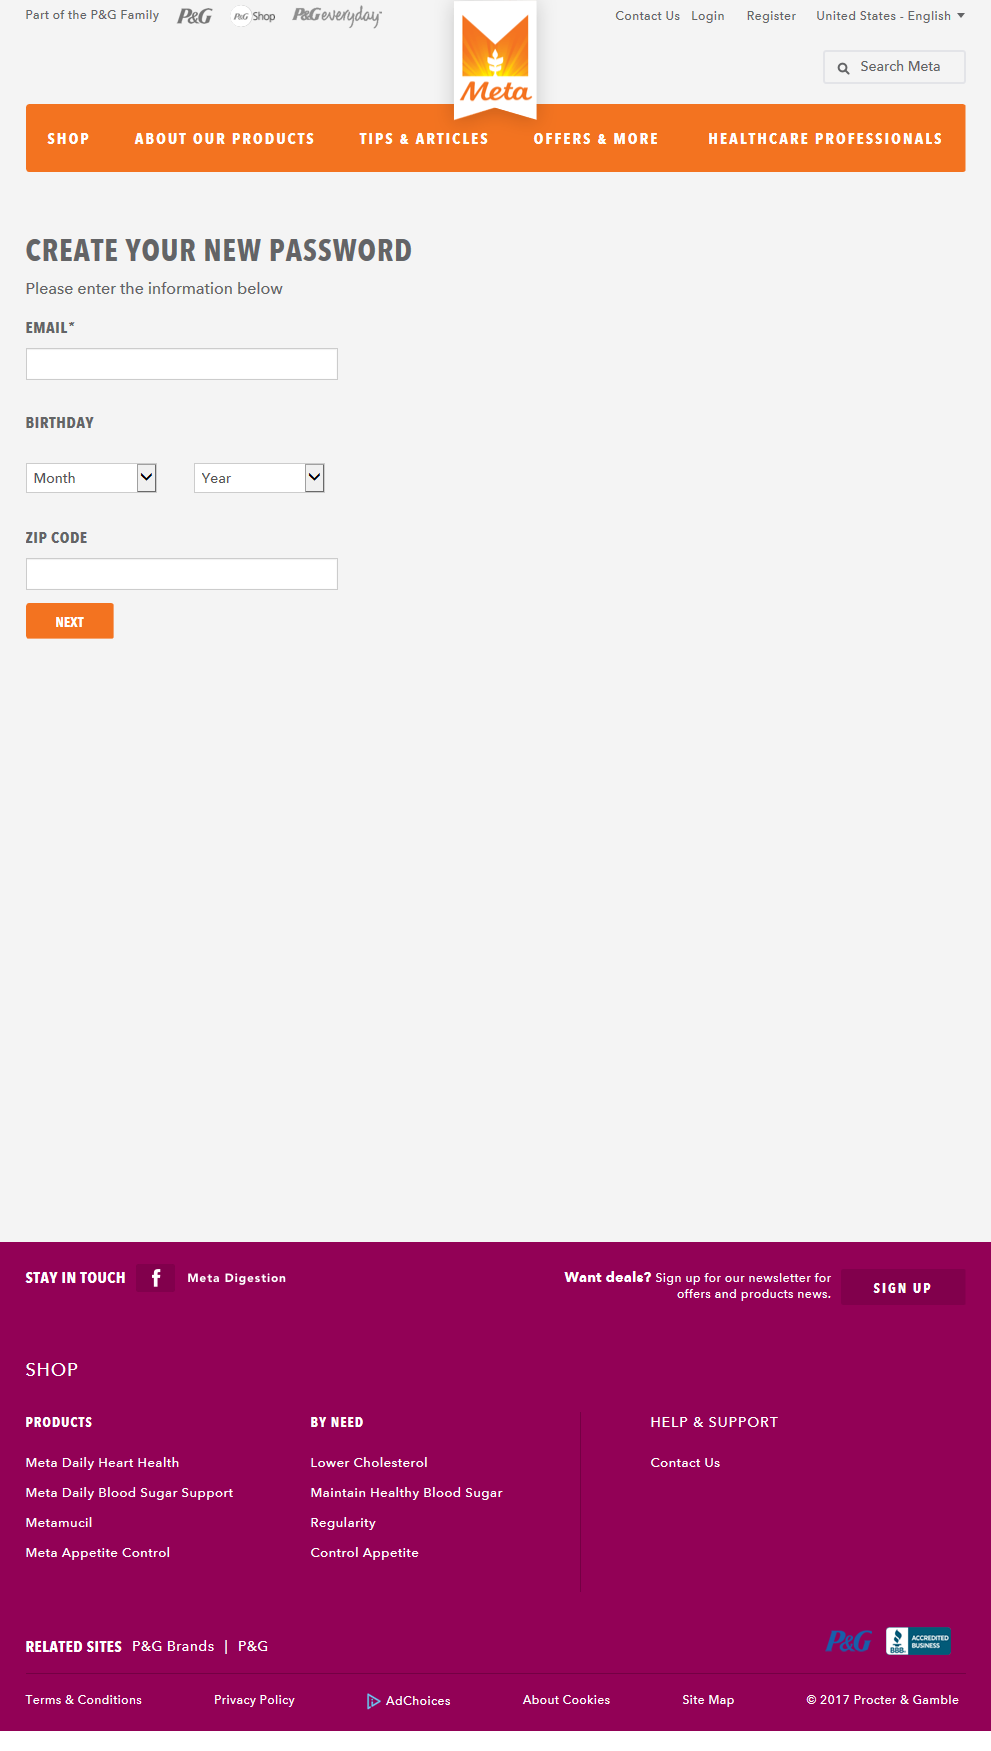 Part of the P&G Family P&G P&G Shop P&G everyday
Contact Us Login Register United States - English
Search Meta
Meta
SHOP ABOUT OUR PRODUCTS TIPS & ARTICLES OFFERS & MORE HEALTHCARE PROFESSIONALS
CREATE YOUR NEW PASSWORD
Please enter the information below
EMAIL*
BIRTHDAY
Month Year
ZIP CODE
NEXT
STAY IN TOUCH f Meta Digestion
Want deals? Sign up for our newsletter for
offers and products news.
SIGN UP
SHOP
PRODUCTS
Meta Daily Heart Health
Meta Daily Blood Sugar Support
Metamucil
Meta Appetite Control
BY NEED
Lower Cholesterol
Maintain Healthy Blood Sugar
Regularity
Control Appetite
HELP & SUPPORT
Contact Us
RELATED SITES P&G Brands | P&G
P&G
BBB. ACCREDITED
BUSINESS
Terms & Conditions Privacy Policy AdChoices About Cookies Site Map © 2017 Procter & Gamble